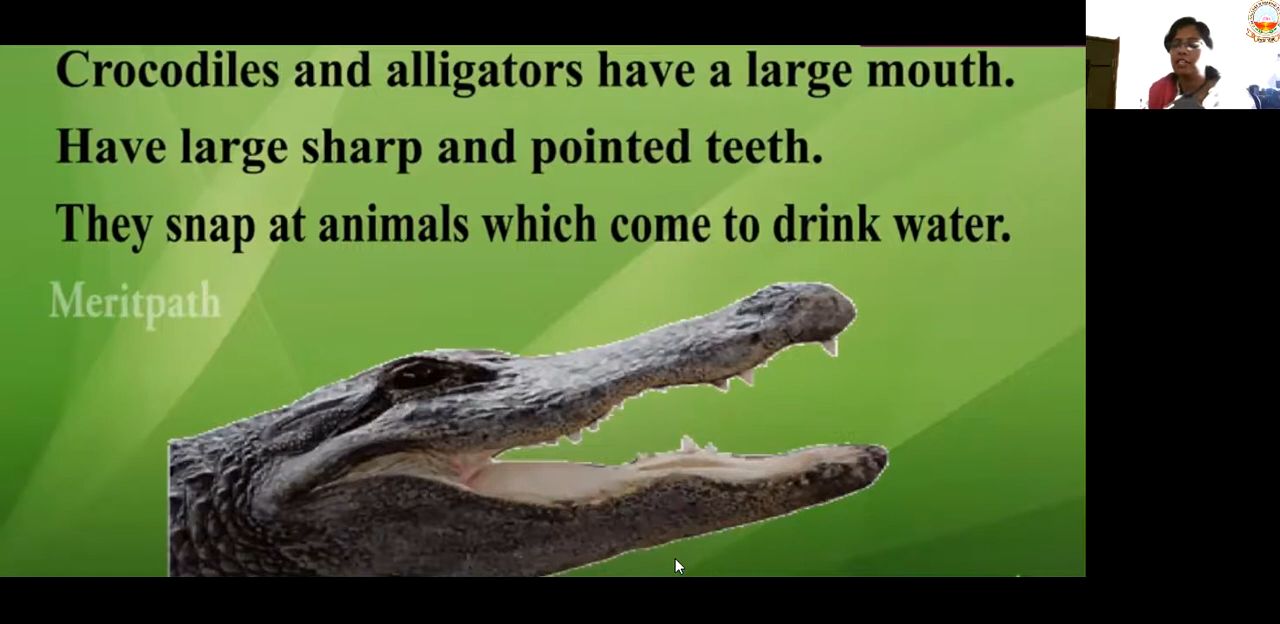 Crocodiles and alligators have a large mouth.
Have large sharp and pointed teeth.
They snap at animals which come to drink water.
Meritpath